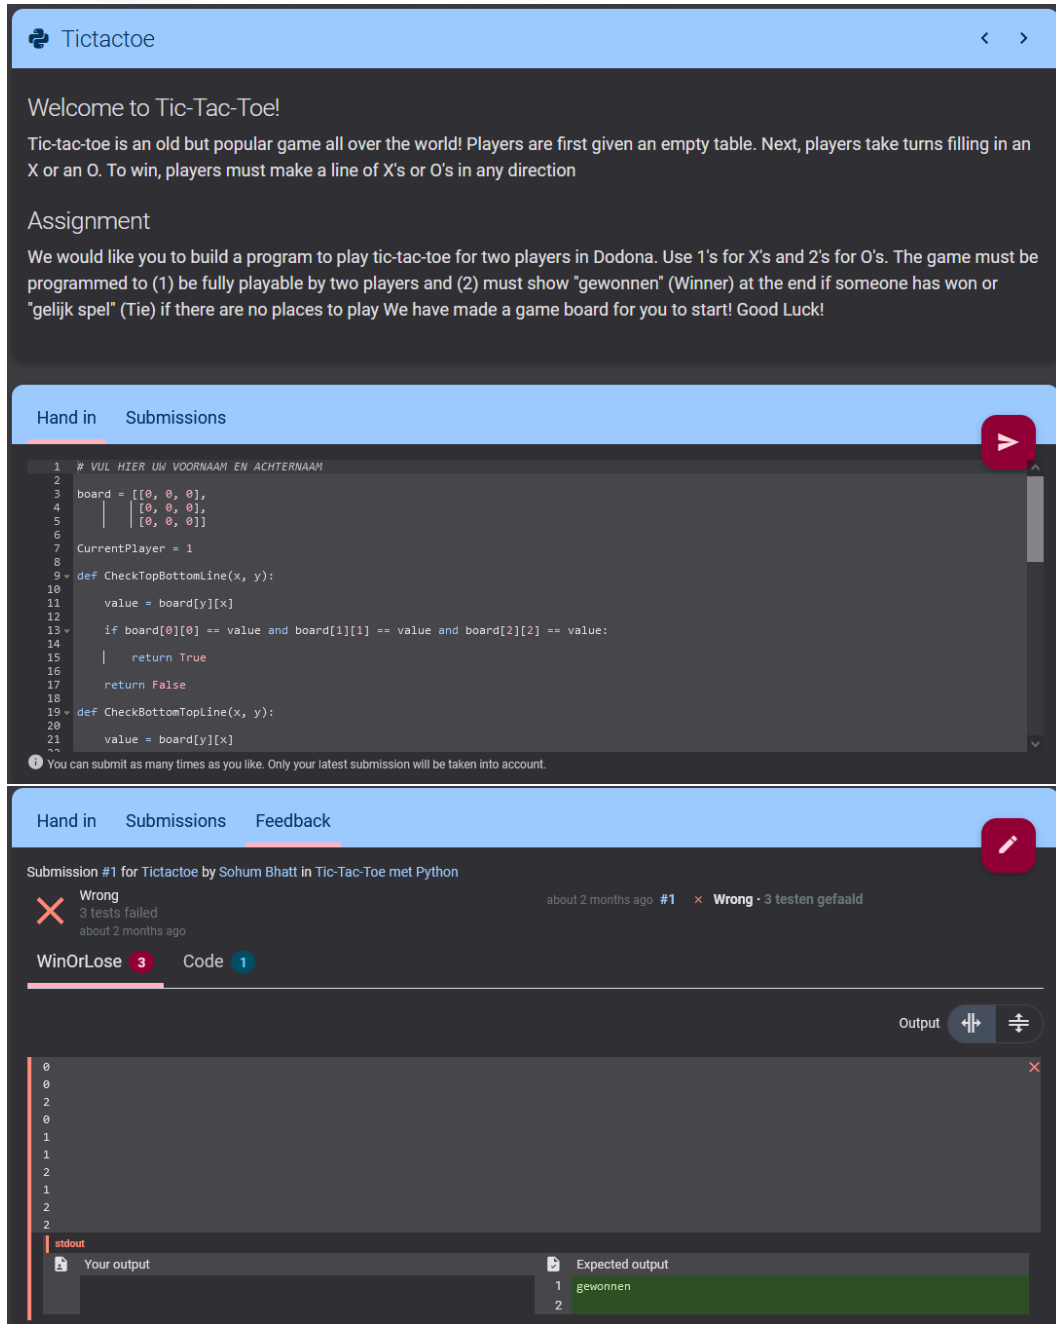 Tictactoe
Welcome to Tic-Tac-Toe!
Tic-tac-toe is an old but popular game all over the world! Players are first given an empty table. Next, players take turns filling in an
X or an O. To win, players must make a line of X's or O's in any direction
Assignment
We would like you to build a program to play tic-tac-toe for two players in Dodona. Use 1's for X's and 2's for O's. The game must be
programmed to (1) be fully playable by two players and (2) must show "gewonnen" (Winner) at the end if someone has won or
"gelijk spel" (Tie) if there are no places to play We have made a game board for you to start! Good Luck!
Hand in Submissions
1 # VUL HIER UW VOORNAAM EN ACHTERNAAM
2
3 board = [[0, 0, 0],
4 [0, 0, 0],
5 [0, 0, 0]]
6
7 CurrentPlayer = 1
8
9 def CheckTopBottomLine(x, y):
10
11 value = board[y][x]
12
13 if board[0][0] == value and board[1][1] == value and board[2][2] == value:
14
15 return True
16
17 return False
18
19 def CheckBottomTopLine(x, y):
20
21 value = board[y][x]
22
You can submit as many times as you like. Only your latest submission will be taken into account.
Hand in Submissions Feedback
Submission #1 for Tictactoe by Sohum Bhatt in Tic-Tac-Toe met Python
Wrong
3 tests failed
about 2 months ago
about 2 months ago #1 × Wrong · 3 testen gefaald
WinOrLose 3 Code 1
Output
0
0
2
0
1
1
2
1
2
2
stdout
Your output Expected output
1 gewonnen
2